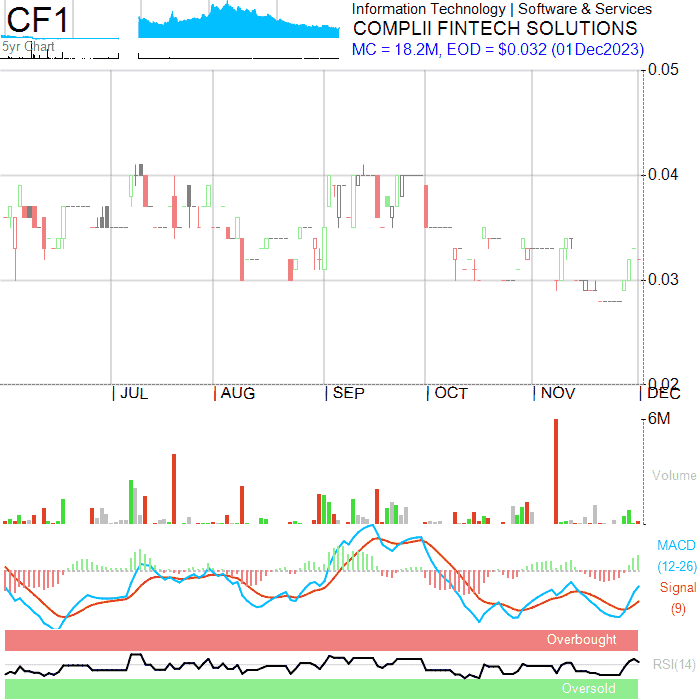 CF1
5yr Chart
Information Technology | Software & Services
COMPLII FINTECH SOLUTIONS
MC = 18.2M, EOD = $0.032 (01Dec2023)
0.05
0.04
0.03
0.02
JUL
AUG
SEP
OCT
NOV
DEC
6M
Volume
MACD
(12-26)
Signal
(9)
Overbought
RSI(14)
Oversold